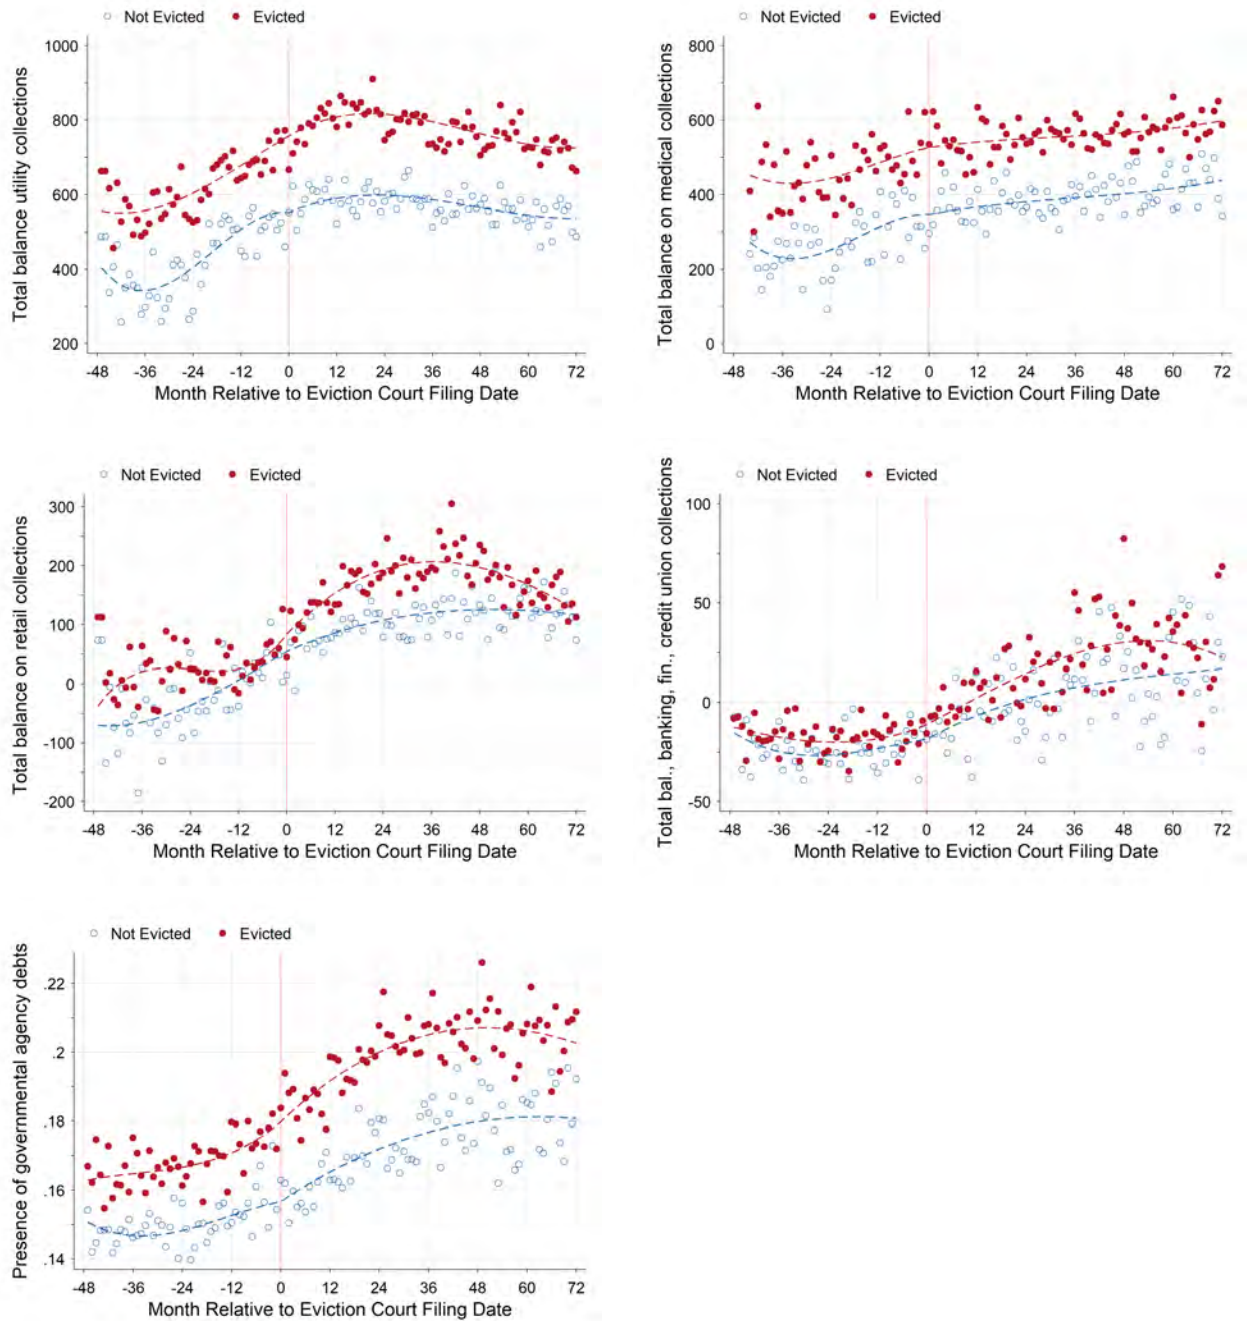 Not Evicted Evicted
Total balance utility collections
1000
800
600
400
200
-48 -36 -24 -12 0 12 24 36 48 60 72
Month Relative to Eviction Court Filing Date
Not Evicted Evicted
Total balance on medical collections
800
600
400
200
0
-48 -36 -24 -12 0 12 24 36 48 60 72
Month Relative to Eviction Court Filing Date
Not Evicted Evicted
Total balance on retail collections
300
200
100
0
-100
-200
-48 -36 -24 -12 0 12 24 36 48 60 72
Month Relative to Eviction Court Filing Date
Not Evicted Evicted
Total bal., banking, fin., credit union collections
100
50
0
-50
-48 -36 -24 -12 0 12 24 36 48 60 72
Month Relative to Eviction Court Filing Date
Not Evicted Evicted
Presence of governmental agency debts
.22
.2
.18
.16
.14
-48 -36 -24 -12 0 12 24 36 48 60 72
Month Relative to Eviction Court Filing Date